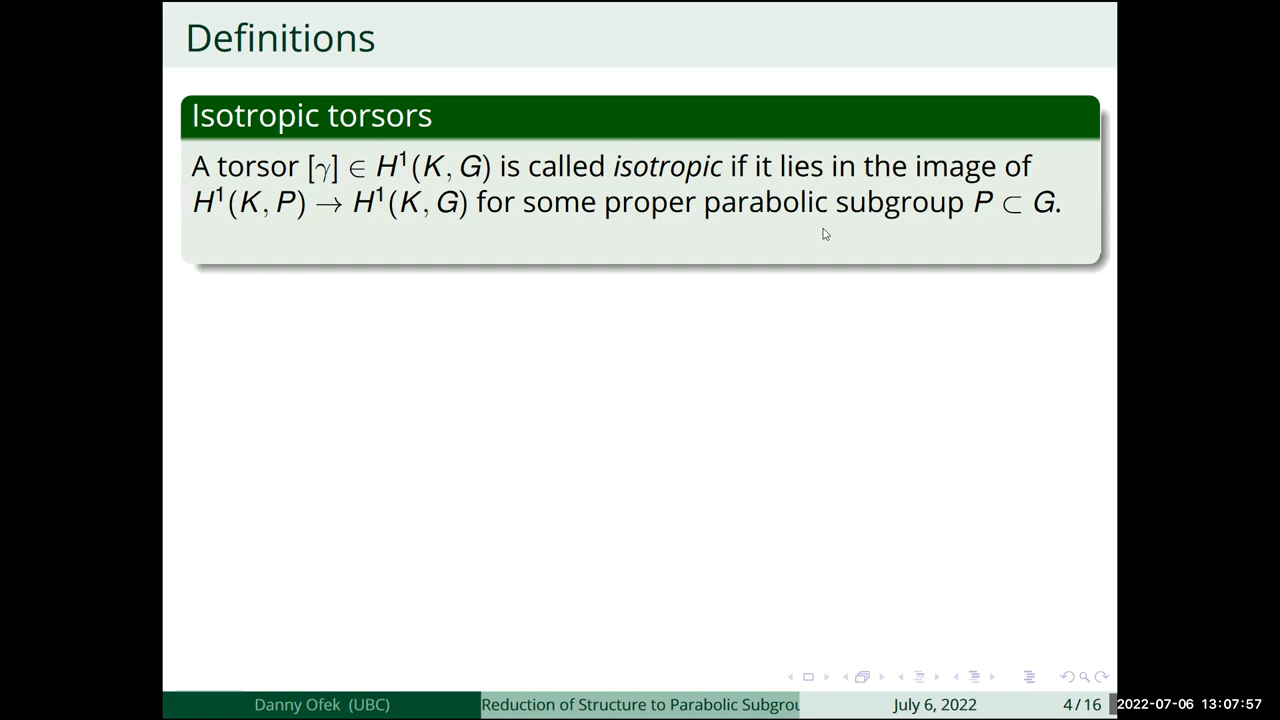 Definitions
Isotropic torsors
A torsor [γ] ∈ H¹(K, G) is called isotropic if it lies in the image of
H¹(K, P) → H¹(K, G) for some proper parabolic subgroup P ⊂ G.
Danny Ofek (UBC) Reduction of Structure to Parabolic Subgrou July 6, 2022 4 / 16 2022-07-06 13:07:57